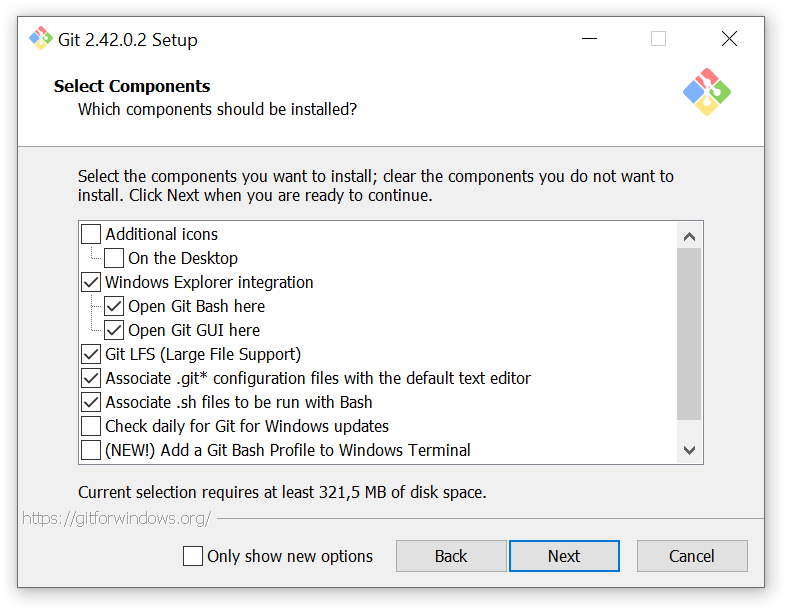 Git 2.42.0.2 Setup
Select Components
Which components should be installed?
Select the components you want to install; clear the components you do not want to
install. Click Next when you are ready to continue.
Additional icons
On the Desktop
Windows Explorer integration
Open Git Bash here
Open Git GUI here
Git LFS (Large File Support)
Associate .git* configuration files with the default text editor
Associate .sh files to be run with Bash
Check daily for Git for Windows updates
(NEW!) Add a Git Bash Profile to Windows Terminal
Current selection requires at least 321,5 MB of disk space.
https://gitforwindows.org/
Only show new options
Back
Next
Cancel